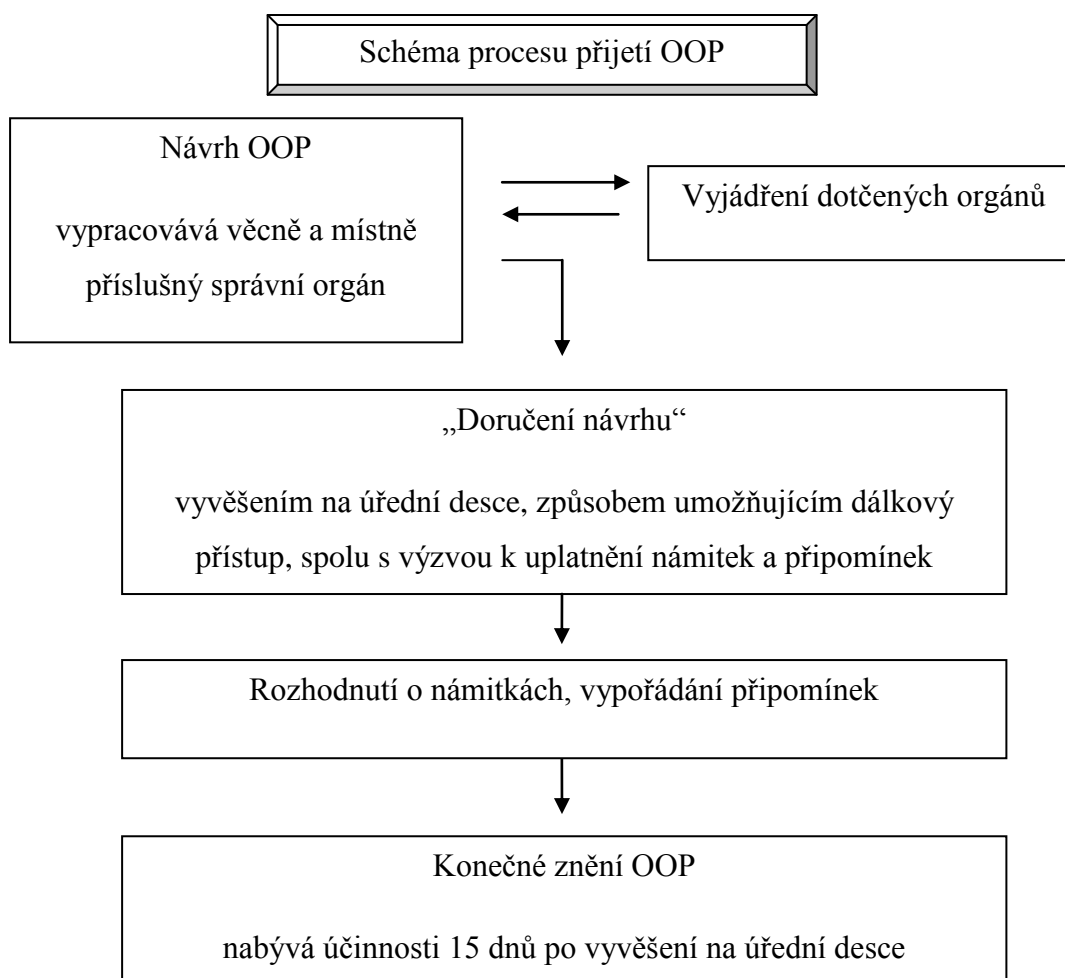 Schéma procesu přijetí OOP
Návrh OOP
vypracovává věcně a místně
příslušný správní orgán
Vyjádření dotčených orgánů
„Doručení návrhu“
vyvěšením na úřední desce, způsobem umožňujícím dálkový
přístup, spolu s výzvou k uplatnění námitek a připomínek
Rozhodnutí o námitkách, vypořádání připomínek
Konečné znění OOP
nabývá účinnosti 15 dnů po vyvěšení na úřední desce